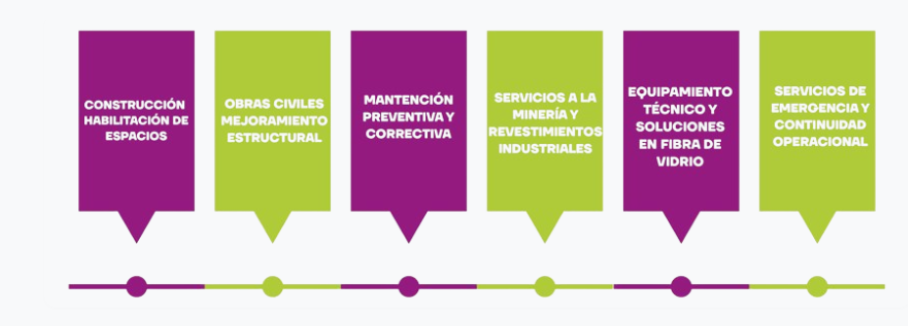 CONSTRUCCIÓN
HABILITACIÓN DE
ESPACIOS
OBRAS CIVILES
MEJORAMIENTO
ESTRUCTURAL
MANTENCIÓN
PREVENTIVA Y
CORRECTIVA
SERVICIOS A LA
MINERÍA Y
REVESTIMIENTOS
INDUSTRIALES
EQUIPAMIENTO
TÉCNICO Y
SOLUCIONES
EN FIBRA DE
VIDRIO
SERVICIOS DE
EMERGENCIA Y
CONTINUIDAD
OPERACIONAL